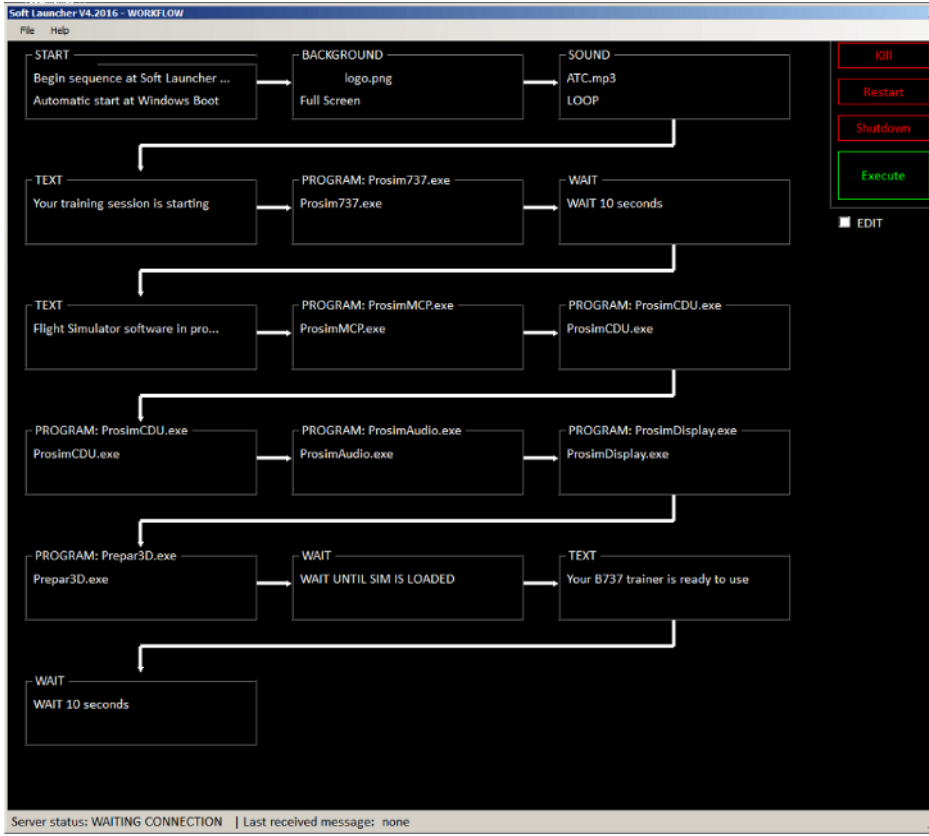 Soft Launcher V4.2016 - WORKFLOW
File Help
START
Begin sequence at Soft Launcher ...
Automatic start at Windows Boot
BACKGROUND
logo.png
Full Screen
SOUND
ATC.mp3
LOOP
Kill
Restart
Shutdown
Execute
EDIT
TEXT
Your training session is starting
PROGRAM: Prosim737.exe
Prosim737.exe
WAIT
WAIT 10 seconds
TEXT
Flight Simulator software in pro...
PROGRAM: ProsimMCP.exe
ProsimMCP.exe
PROGRAM: ProsimCDU.exe
ProsimCDU.exe
PROGRAM: ProsimCDU.exe
ProsimCDU.exe
PROGRAM: ProsimAudio.exe
ProsimAudio.exe
PROGRAM: ProsimDisplay.exe
ProsimDisplay.exe
PROGRAM: Prepar3D.exe
Prepar3D.exe
WAIT
WAIT UNTIL SIM IS LOADED
TEXT
Your B737 trainer is ready to use
WAIT
WAIT 10 seconds
Server status: WAITING CONNECTION | Last received message: none